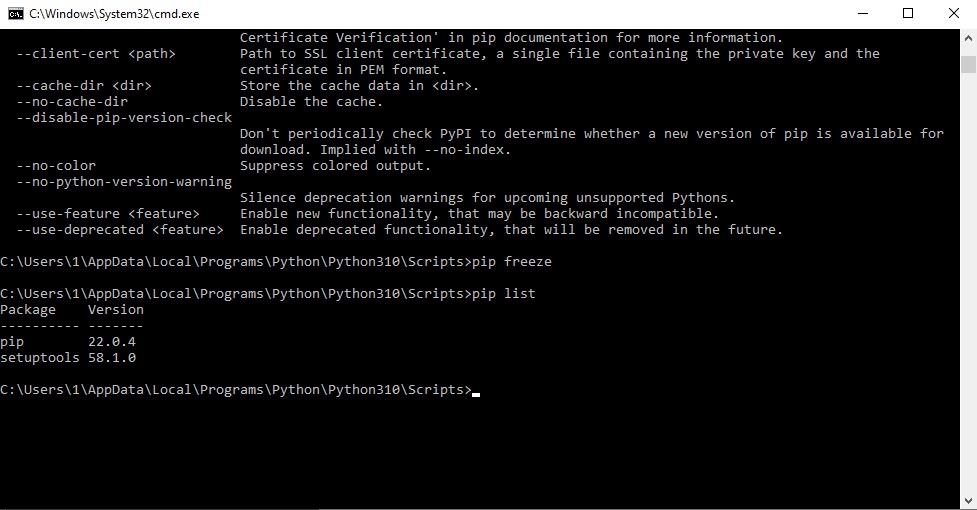 C:\Windows\System32\cmd.exe
Certificate Verification' in pip documentation for more information.
--client-cert <path> Path to SSL client certificate, a single file containing the private key and the
certificate in PEM format.
--cache-dir <dir> Store the cache data in <dir>.
--no-cache-dir Disable the cache.
--disable-pip-version-check
Don't periodically check PyPI to determine whether a new version of pip is available for
download. Implied with --no-index.
--no-color Suppress colored output.
--no-python-version-warning
Silence deprecation warnings for upcoming unsupported Pythons.
--use-feature <feature> Enable new functionality, that may be backward incompatible.
--use-deprecated <feature> Enable deprecated functionality, that will be removed in the future.
C:\Users\1\AppData\Local\Programs\Python\Python310\Scripts>pip freeze
C:\Users\1\AppData\Local\Programs\Python\Python310\Scripts>pip list
Package Version
---------- -------
pip 22.0.4
setuptools 58.1.0
C:\Users\1\AppData\Local\Programs\Python\Python310\Scripts>